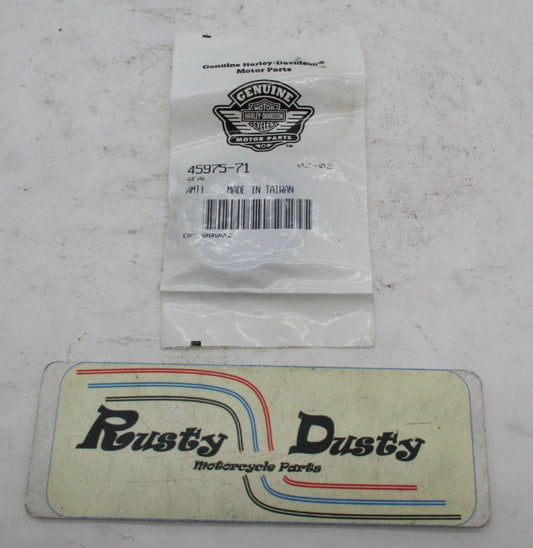 Genuine Harley-Davidson®
Motor Parts
GENUINE
MOTOR
HARLEY-DAVIDSON
CYCLES
MOTOR PARTS
™
45975-71 02-02
SEAL
MADE IN TAIWAN
Rusty Dusty
Motorcycle Parts